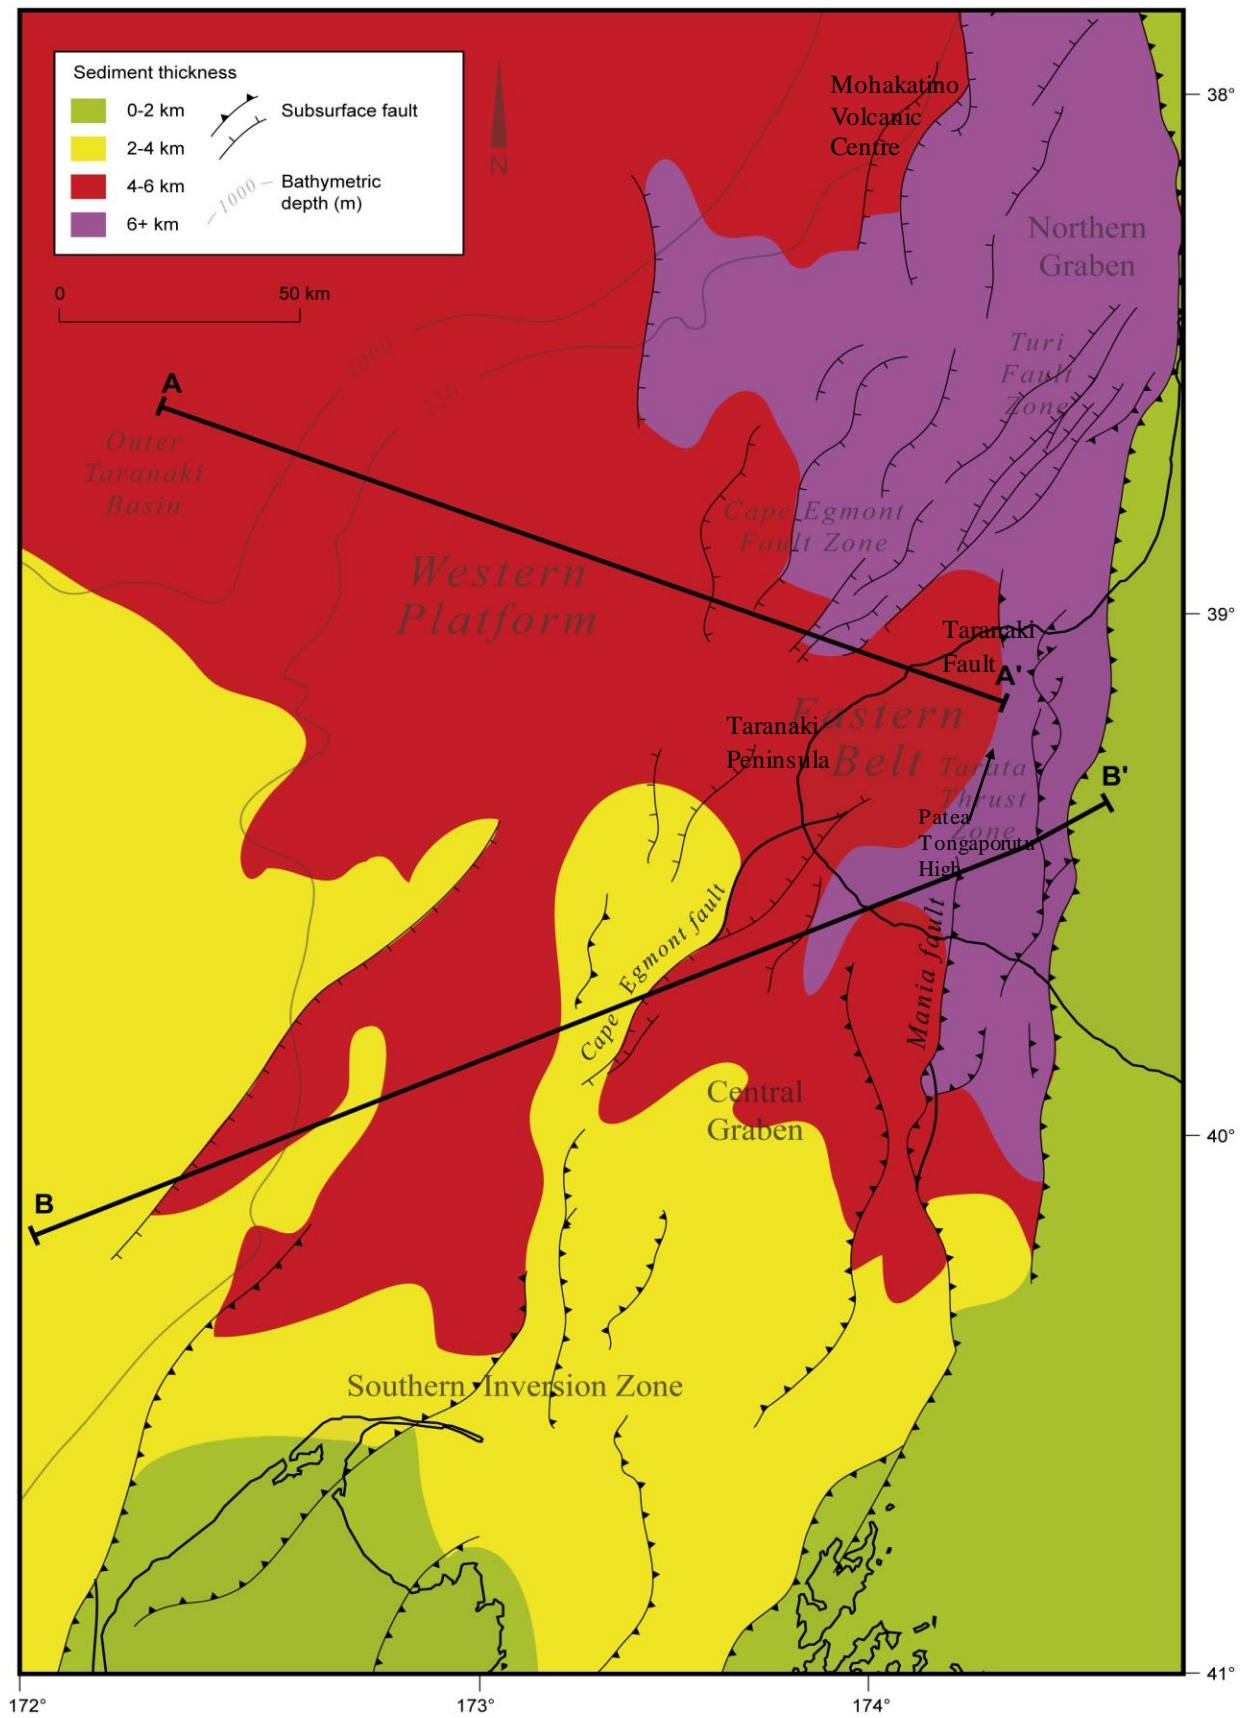 Sediment thickness
0-2 km
2-4 km
4-6 km
6+ km
Subsurface fault
1000
Bathymetric
depth (m)
N
0
50 km
Mohakatino
Volcanic
Centre
38°
Northern
Graben
Turi
Fault
Zone
1000
250
A
Outer
Taranaki
Basin
Cape Egmont
Fault Zone
Western
Platform
39°
Taranaki
Fault
A'
Eastern
Belt
Taranaki
Peninsula
Tarata
Thrust
Zone
B'
Patea
Tongaporutu
High
Cape Egmont fault
Mania fault
Central
Graben
40°
B
Southern Inversion Zone
41°
172°
173°
174°